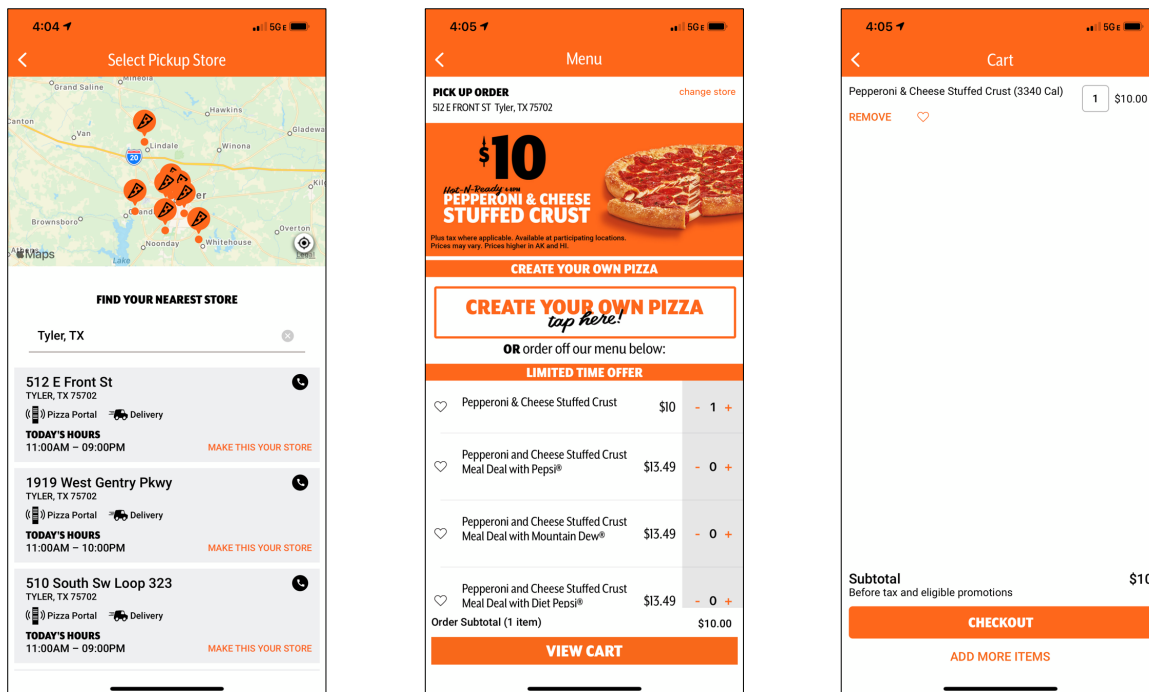 4:04
5G E
Select Pickup Store
Mineola
Grand Saline
Canton
Hawkins
Van
Gladewa
Lindale
Winona
20
Kilg
er
Grand
Brownsboro
Overton
Noonday
Whitehouse
Athens
Maps
Lake
Legal
FIND YOUR NEAREST STORE
Tyler, TX
512 E Front St
TYLER, TX 75702
Pizza Portal Delivery
TODAY'S HOURS
11:00AM – 09:00PM
MAKE THIS YOUR STORE
1919 West Gentry Pkwy
TYLER, TX 75702
Pizza Portal Delivery
TODAY'S HOURS
11:00AM – 10:00PM
MAKE THIS YOUR STORE
510 South Sw Loop 323
TYLER, TX 75702
Pizza Portal Delivery
TODAY'S HOURS
11:00AM – 09:00PM
MAKE THIS YOUR STORE
4:05
5G E
Menu
PICK UP ORDER
change store
512 E FRONT ST Tyler, TX 75702
$10
Hot-N-Ready 4-8PM
PEPPERONI & CHEESE
STUFFED CRUST
Plus tax where applicable. Available at participating locations.
Prices may vary. Prices higher in AK and HI.
CREATE YOUR OWN PIZZA
CREATE YOUR OWN PIZZA
tap here!
OR order off our menu below:
LIMITED TIME OFFER
Pepperoni & Cheese Stuffed Crust
$10 - 1 +
Pepperoni and Cheese Stuffed Crust
Meal Deal with Pepsi®
$13.49 - 0 +
Pepperoni and Cheese Stuffed Crust
Meal Deal with Mountain Dew®
$13.49 - 0 +
Pepperoni and Cheese Stuffed Crust
Meal Deal with Diet Pepsi®
$13.49 - 0 +
Order Subtotal (1 item) $10.00
VIEW CART
4:05
5G E
Cart
Pepperoni & Cheese Stuffed Crust (3340 Cal)
1 $10.00
REMOVE
Subtotal $10
Before tax and eligible promotions
CHECKOUT
ADD MORE ITEMS